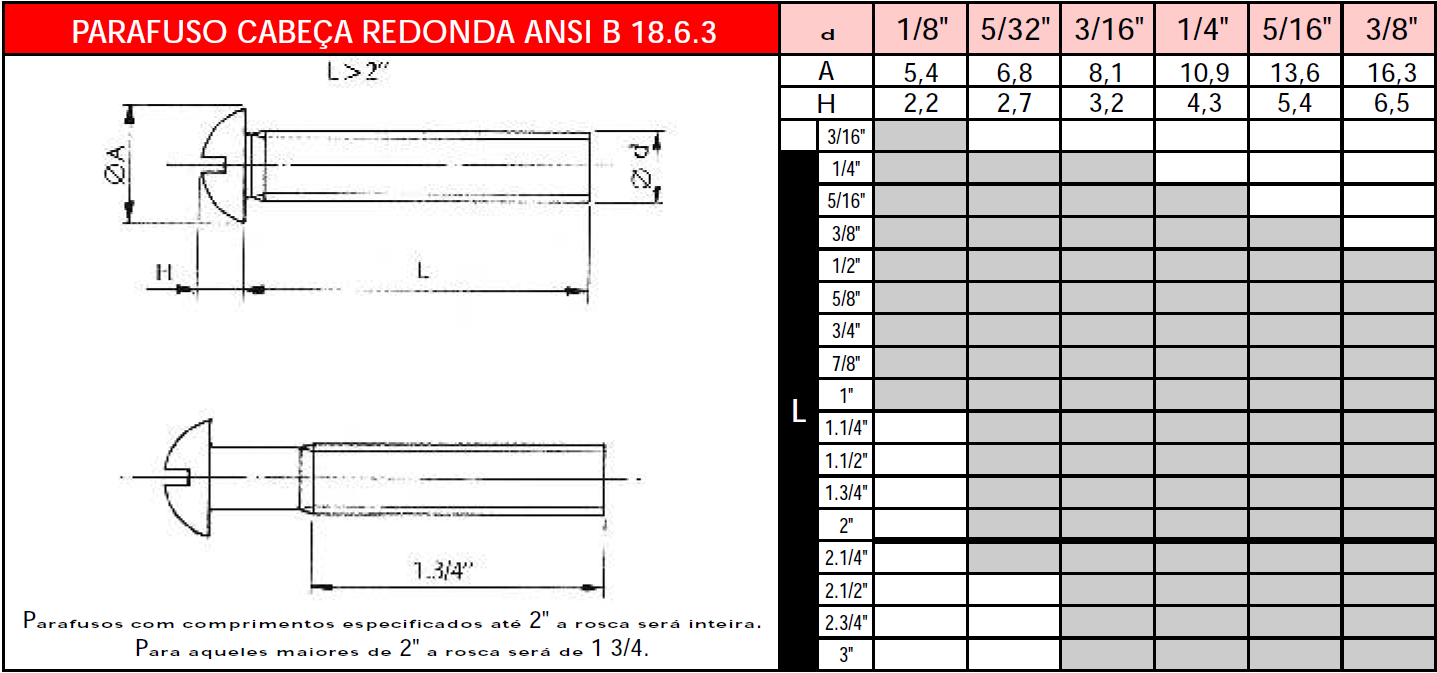 PARAFUSO CABEÇA REDONDA ANSI B 18.6.3
L>2"
ØA
Ø d
H
L
1.3/4"
Parafusos com comprimentos especificados até 2" a rosca será inteira.
Para aqueles maiores de 2" a rosca será de 1 3/4.
d 1/8" 5/32" 3/16" 1/4" 5/16" 3/8"
A 5,4 6,8 8,1 10,9 13,6 16,3
H 2,2 2,7 3,2 4,3 5,4 6,5
L
3/16"
1/4"
5/16"
3/8"
1/2"
5/8"
3/4"
7/8"
1"
1.1/4"
1.1/2"
1.3/4"
2"
2.1/4"
2.1/2"
2.3/4"
3"